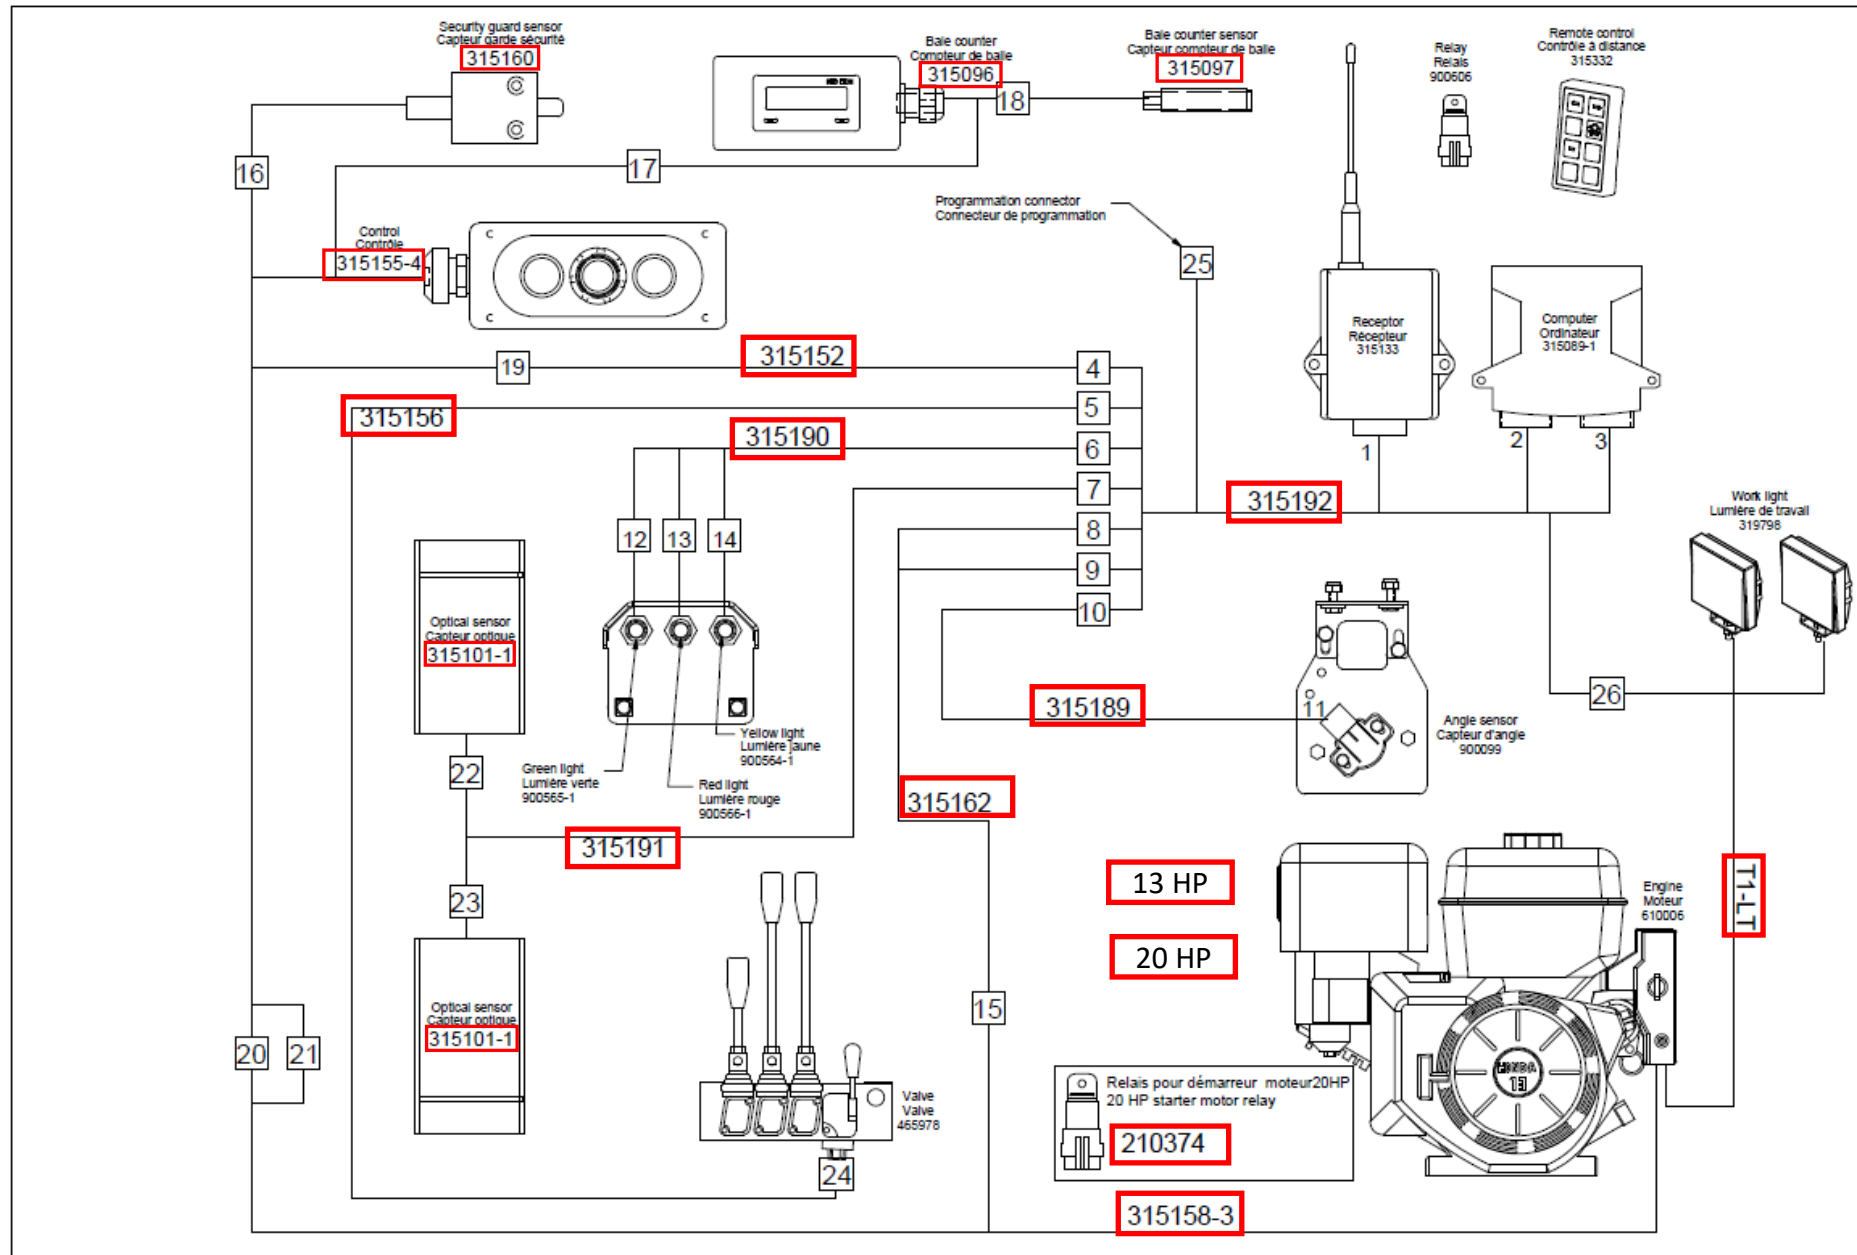 Security guard sensor
Capteur garde sécurité
315160
Bale counter
Compteur de balle
315096
18
Bale counter sensor
Capteur compteur de balle
315097
Relay
Relais
900606
Remote control
Contrôle à distance
315332
16
17
Programmation connector
Connecteur de programmation
25
Control
Contrôle
315155-4
C
C
C
C
Receptor
Récepteur
315133
1
Computer
Ordinateur
315089-1
2
3
19
315152
4
315156
5
315190
6
7
315192
8
9
10
12
13
14
Work light
Lumière de travail
319798
Optical sensor
Capteur optique
315101-1
315189
11
26
Angle sensor
Capteur d'angle
900099
Yellow light
Lumière jaune
900564-1
Green light
Lumière verte
900565-1
Red light
Lumière rouge
900566-1
22
315162
315191
23
13 HP
20 HP
Engine
Moteur
610006
T1-LT
Optical sensor
Capteur optique
315101-1
20
21
15
Valve
Valve
465978
24
Relais pour démarreur moteur20HP
20 HP starter motor relay
210374
HONDA
13
315158-3